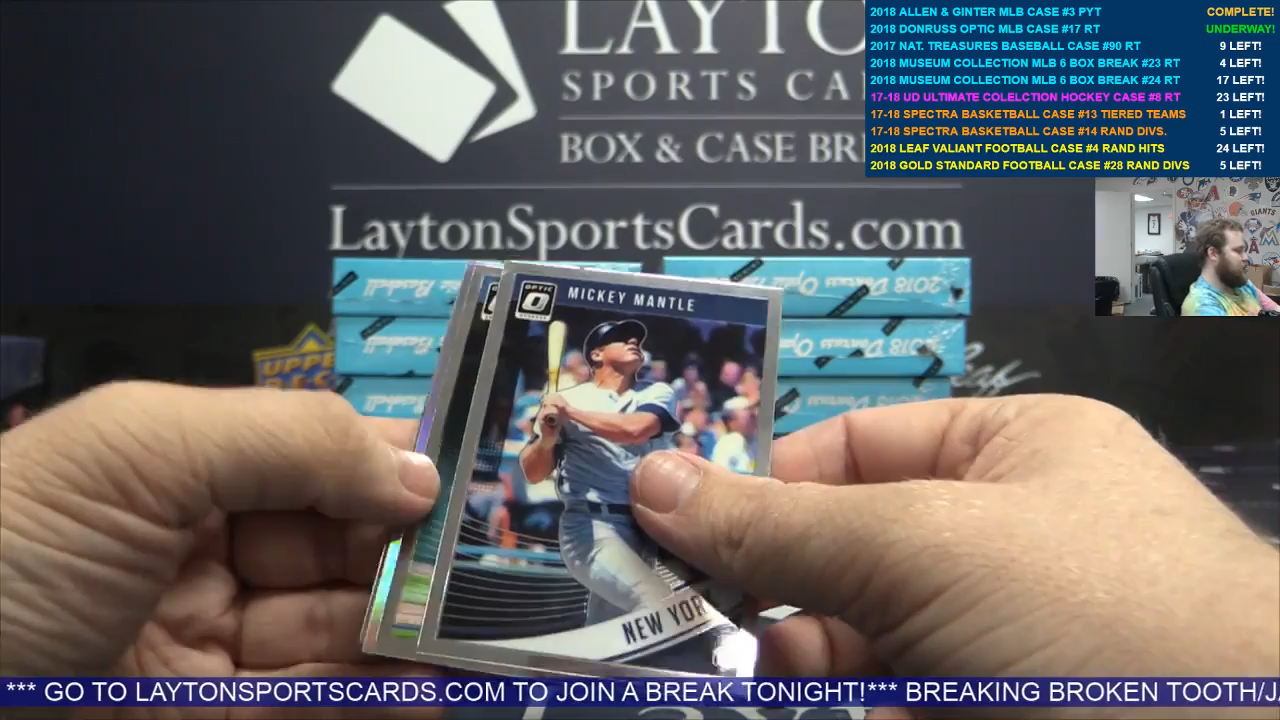 LAYTO
SPORTS CA
BOX & CASE BR
LaytonSportsCards.com
2018 ALLEN & GINTER MLB CASE #3 PYT COMPLETE!
2018 DONRUSS OPTIC MLB CASE #17 RT UNDERWAY!
2017 NAT. TREASURES BASEBALL CASE #90 RT 9 LEFT!
2018 MUSEUM COLLECTION MLB 6 BOX BREAK #23 RT 4 LEFT!
2018 MUSEUM COLLECTION MLB 6 BOX BREAK #24 RT 17 LEFT!
17-18 UD ULTIMATE COLELCTION HOCKEY CASE #8 RT 23 LEFT!
17-18 SPECTRA BASKETBALL CASE #13 TIERED TEAMS 1 LEFT!
17-18 SPECTRA BASKETBALL CASE #14 RAND DIVS. 5 LEFT!
2018 LEAF VALIANT FOOTBALL CASE #4 RAND HITS 24 LEFT!
2018 GOLD STANDARD FOOTBALL CASE #28 RAND DIVS 5 LEFT!
GIANTS
OPTIC
MICKEY MANTLE
UPPE
Leaf
NEW YOR
*** GO TO LAYTONSPORTSCARDS.COM TO JOIN A BREAK TONIGHT!*** BREAKING BROKEN TOOTH/J